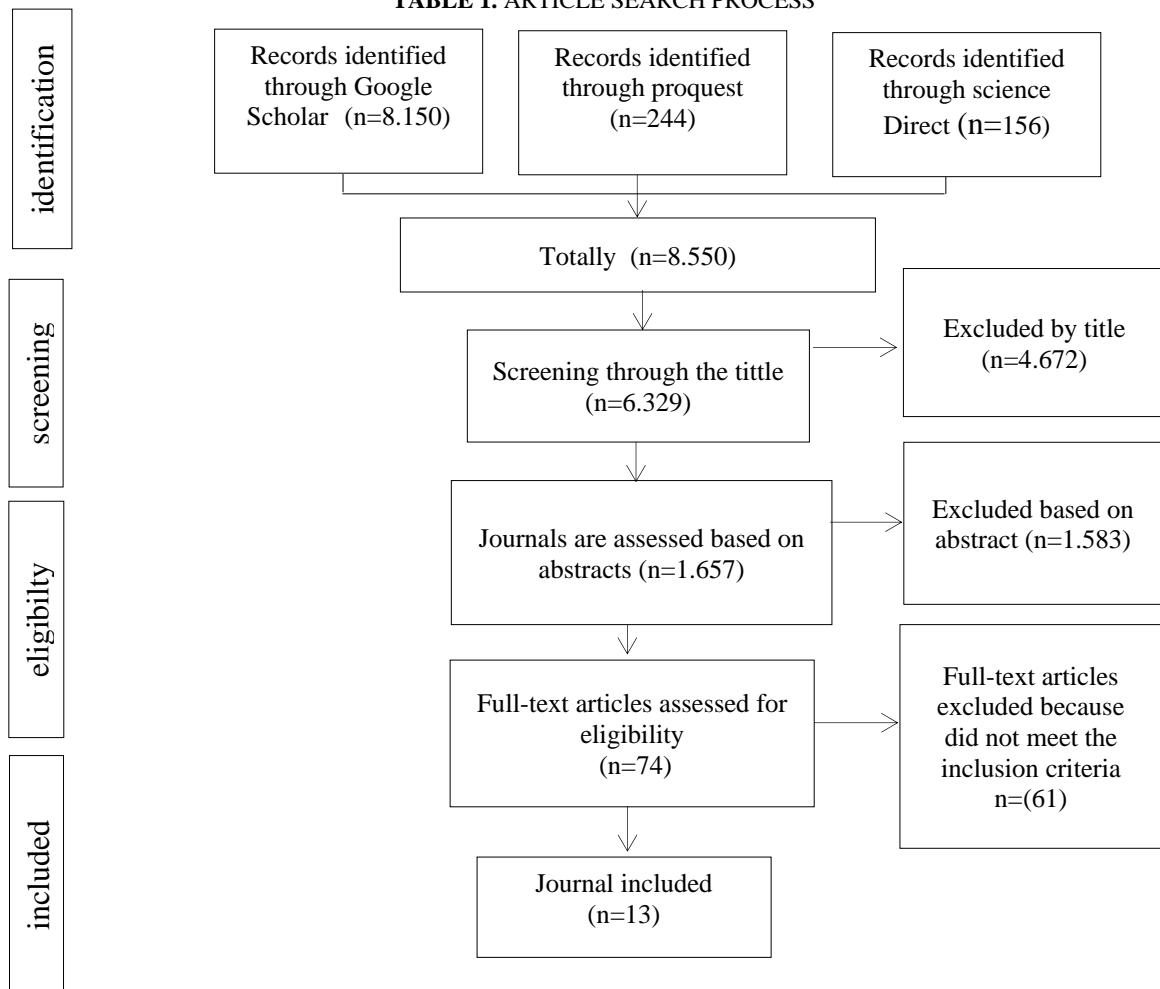 TABLE 1. ARTICLE SEARCH PROCESS
identification
Records identified
through Google
Scholar (n=8.150)
Records identified
through proquest
(n=244)
Records identified
through science
Direct (n=156)
Totally (n=8.550)
screening
Screening through the tittle
(n=6.329)
Excluded by title
(n=4.672)
eligibilty
Journals are assessed based on
abstracts (n=1.657)
Excluded based on
abstract (n=1.583)
Full-text articles assessed for
eligibility
(n=74)
Full-text articles
excluded because
did not meet the
inclusion criteria
n=(61)
included
Journal included
(n=13)